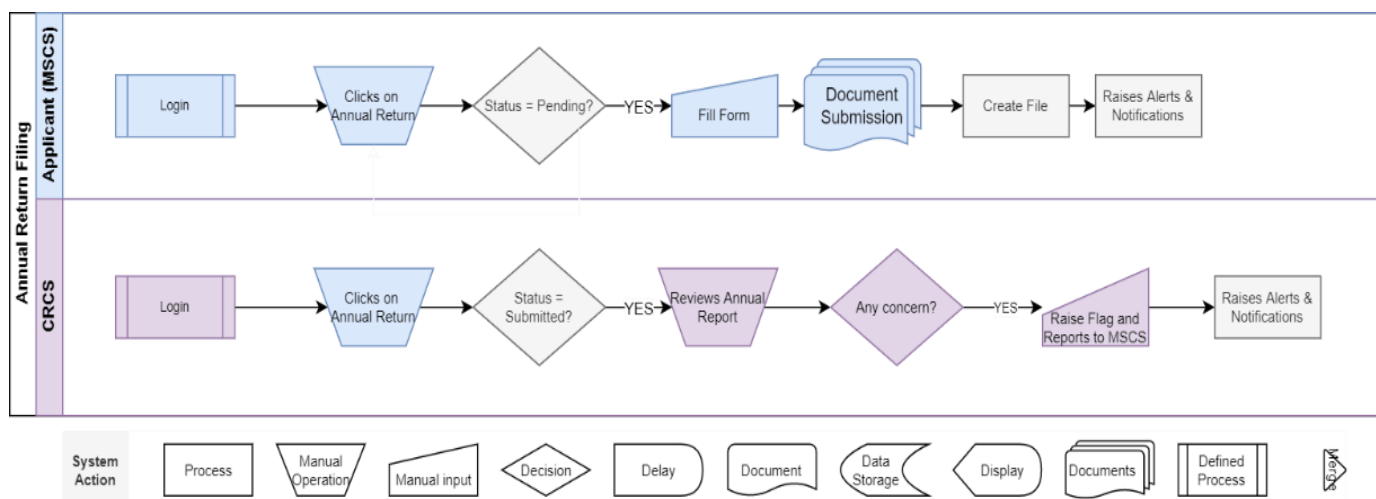 Annual Return Filing
Applicant (MSCS)
Login
Clicks on
Annual Return
Status = Pending?
YES
Fill Form
Document
Submission
Create File
Raises Alerts &
Notifications
CRCS
Login
Clicks on
Annual Return
Status =
Submitted?
YES
Reviews Annual
Report
Any concern?
YES
Raise Flag and
Reports to MSCS
Raises Alerts &
Notifications
System
Action
Process
Manual
Operation
Manual input
Decision
Delay
Document
Data
Storage
Display
Documents
Defined
Process
Merge